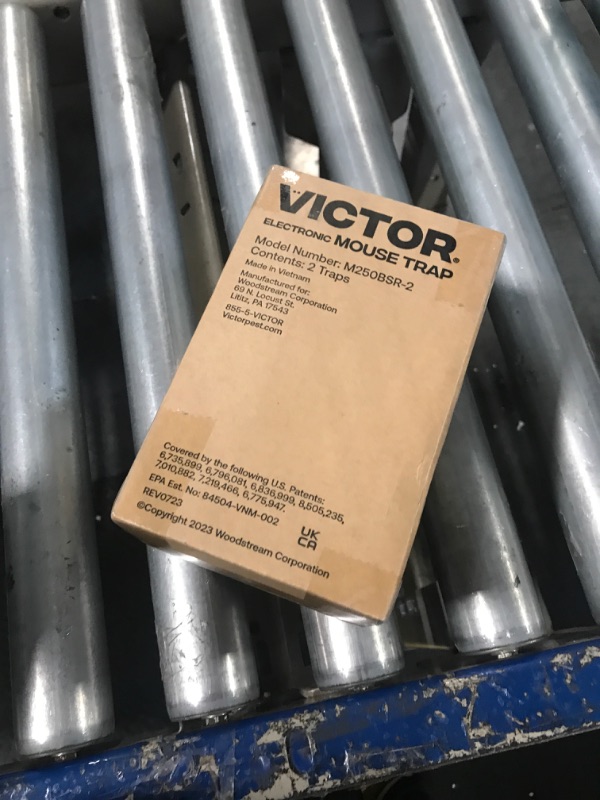 VICTOR®
ELECTRONIC MOUSE TRAP
Model Number: M250BSR-2
Contents: 2 Traps
Made in Vietnam
Manufactured for:
Woodstream Corporation
69 N. Locust St.
Lititz, PA 17543
855-5-VICTOR
Victorpest.com
Covered by the following U.S. Patents:
6,735,899, 6,796,081, 6,836,999, 8,505,235,
7,010,882, 7,219,466, 6,775,947.
EPA Est. No: 84504-VNM-002
REV0723
©Copyright 2023 Woodstream Corporation
UK
CA